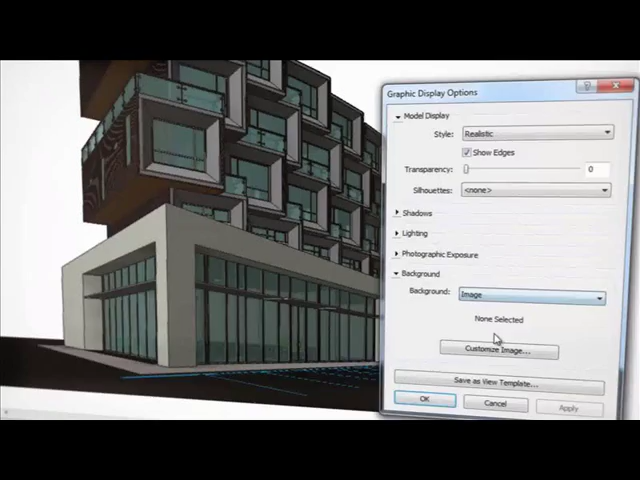 Graphic Display Options
Model Display
Style: Realistic
Show Edges
Transparency: 0
Silhouettes: <none>
Shadows
Lighting
Photographic Exposure
Background
Background: Image
None Selected
Customize Image...
Save as View Template...
OK Cancel Apply